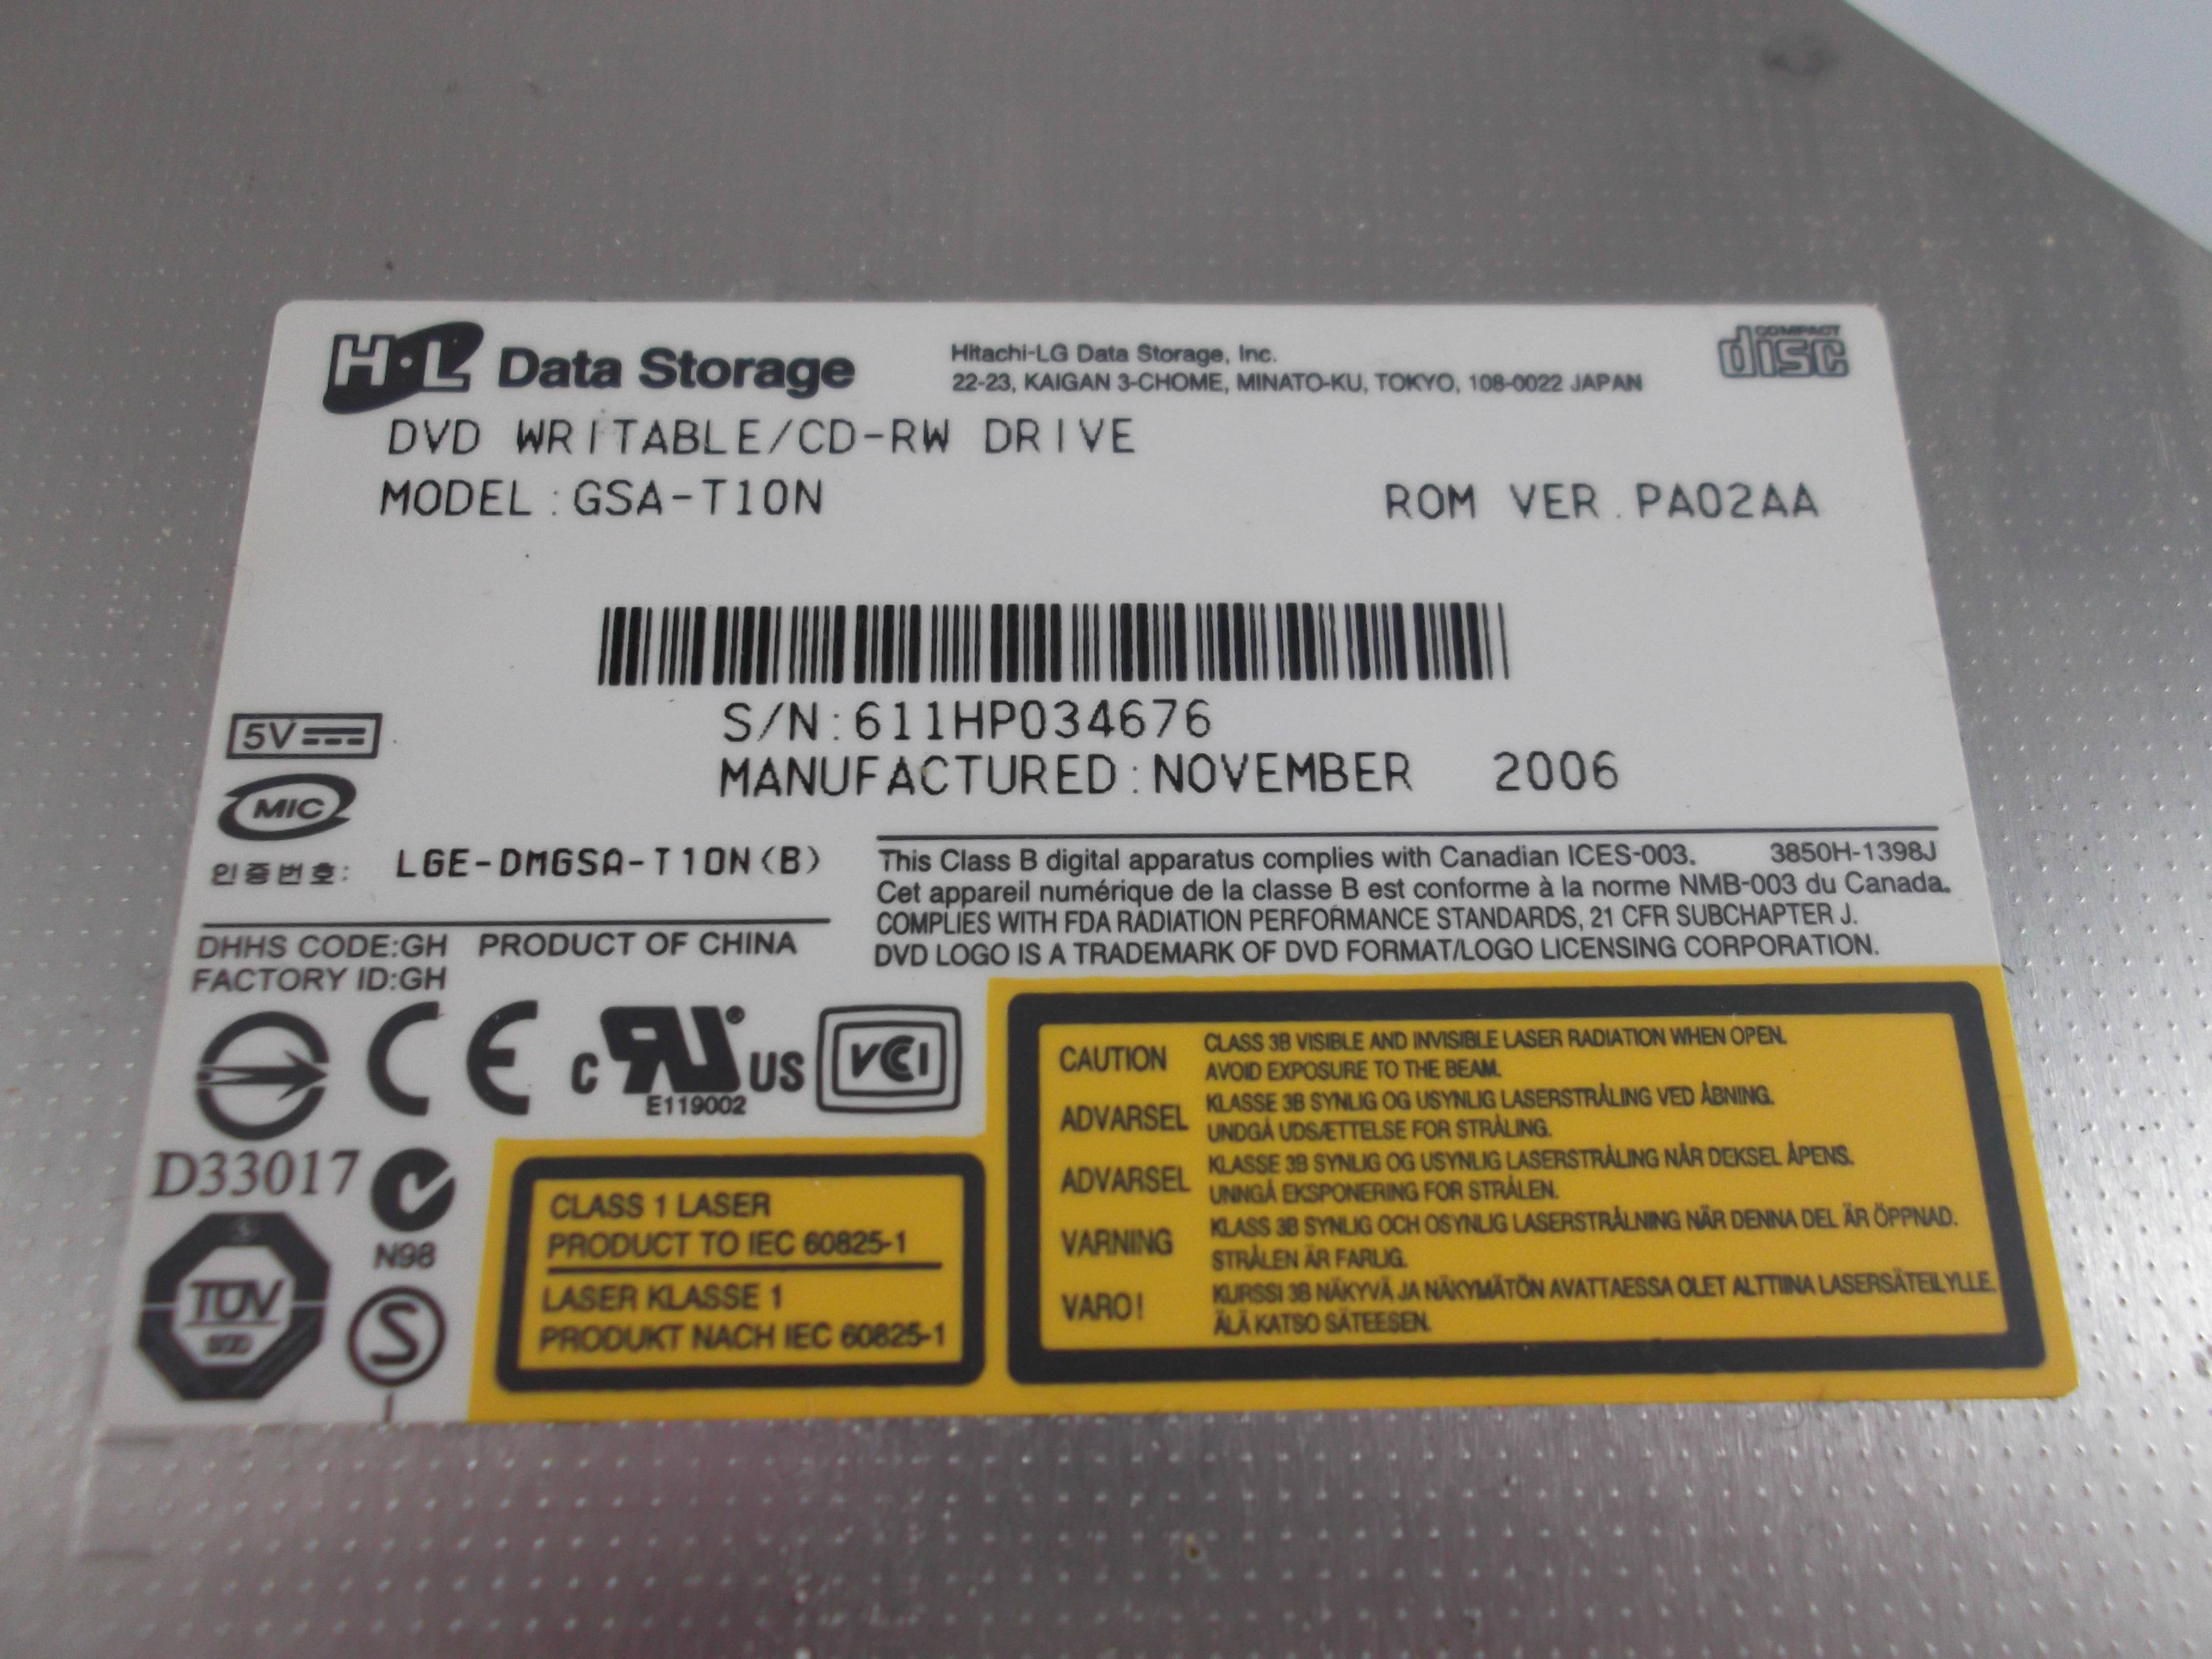 H·L Data Storage
Hitachi-LG Data Storage, Inc.
22-23, KAIGAN 3-CHOME, MINATO-KU, TOKYO, 108-0022 JAPAN
COMPACT
disc
DVD WRITABLE/CD-RW DRIVE
MODEL:GSA-T10N
ROM VER.PA02AA
S/N:611HP034676
MANUFACTURED:NOVEMBER 2006
5V
MIC
인증번호: LGE-DMGSA-T10N(B)
This Class B digital apparatus complies with Canadian ICES-003. 3850H-1398J
Cet appareil numérique de la classe B est conforme à la norme NMB-003 du Canada.
COMPLIES WITH FDA RADIATION PERFORMANCE STANDARDS, 21 CFR SUBCHAPTER J.
DVD LOGO IS A TRADEMARK OF DVD FORMAT/LOGO LICENSING CORPORATION.
DHHS CODE:GH PRODUCT OF CHINA
FACTORY ID:GH
CE
C RU® US
E119002
VCCI
D33017
N98
TÜV
S
CLASS 1 LASER
PRODUCT TO IEC 60825-1
LASER KLASSE 1
PRODUKT NACH IEC 60825-1
CAUTION CLASS 3B VISIBLE AND INVISIBLE LASER RADIATION WHEN OPEN.
AVOID EXPOSURE TO THE BEAM.
ADVARSEL KLASSE 3B SYNLIG OG USYNLIG LASERSTRÅLING VED ÅBNING.
UNDGÅ UDSÆTTELSE FOR STRÅLING.
ADVARSEL KLASSE 3B SYNLIG OG USYNLIG LASERSTRÅLING NÅR DEKSEL ÅPENS.
UNNGÅ EKSPONERING FOR STRÅLEN.
VARNING KLASS 3B SYNLIG OCH OSYNLIG LASERSTRÅLNING NÄR DENNA DEL ÄR ÖPPNAD.
STRÅLEN ÄR FARLIG.
VARO! KURSSI 3B NÄKYVÄ JA NÄKYMÄTÖN AVATTAESSA OLET ALTTIINA LASERSÄTEILYLLE.
ÄLÄ KATSO SÄTEESEN.